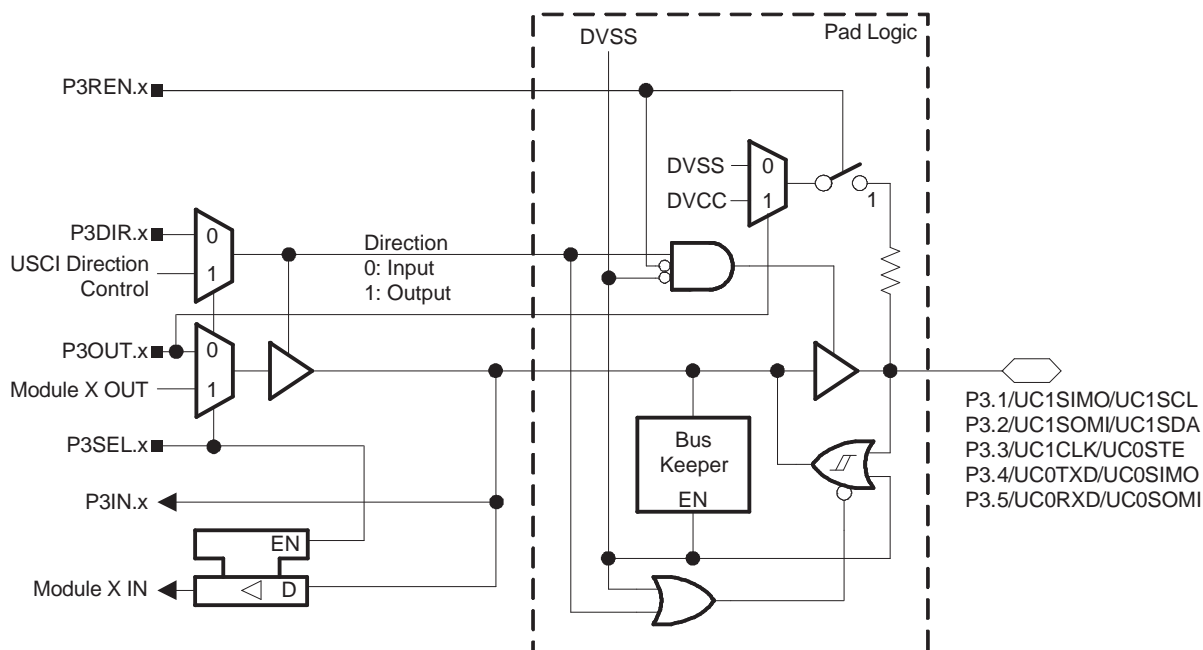 Pad Logic
DVSS
P3REN.x
DVSS
0
DVCC
1
1
P3DIR.x
0
USCI Direction
Control
1
Direction
0: Input
1: Output
P3OUT.x
0
Module X OUT
1
P3SEL.x
P3IN.x
EN
D
Module X IN
Bus
Keeper
EN
P3.1/UC1SIMO/UC1SCL
P3.2/UC1SOMI/UC1SDA
P3.3/UC1CLK/UC0STE
P3.4/UC0TXD/UC0SIMO
P3.5/UC0RXD/UC0SOMI